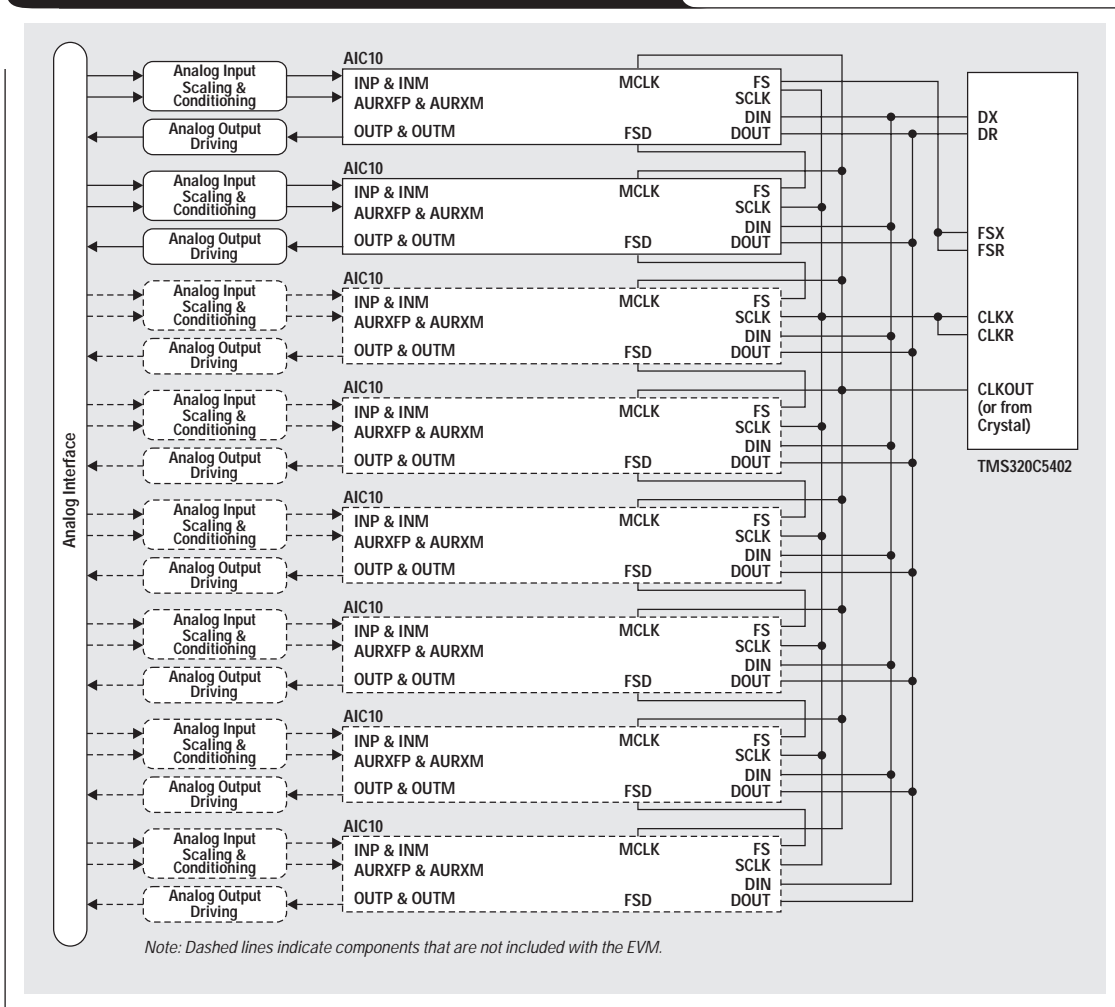 AIC10
Analog Input
Scaling &
Conditioning
INP & INM
AURXFP & AURXM
OUTP & OUTM
MCLK
FSD
FS
SCLK
DIN
DOUT
Analog Output
Driving
AIC10
Analog Input
Scaling &
Conditioning
INP & INM
AURXFP & AURXM
OUTP & OUTM
MCLK
FSD
FS
SCLK
DIN
DOUT
Analog Output
Driving
AIC10
Analog Input
Scaling &
Conditioning
INP & INM
AURXFP & AURXM
OUTP & OUTM
MCLK
FSD
FS
SCLK
DIN
DOUT
Analog Output
Driving
AIC10
Analog Input
Scaling &
Conditioning
INP & INM
AURXFP & AURXM
OUTP & OUTM
MCLK
FSD
FS
SCLK
DIN
DOUT
Analog Output
Driving
AIC10
Analog Input
Scaling &
Conditioning
INP & INM
AURXFP & AURXM
OUTP & OUTM
MCLK
FSD
FS
SCLK
DIN
DOUT
Analog Output
Driving
AIC10
Analog Input
Scaling &
Conditioning
INP & INM
AURXFP & AURXM
OUTP & OUTM
MCLK
FSD
FS
SCLK
DIN
DOUT
Analog Output
Driving
AIC10
Analog Input
Scaling &
Conditioning
INP & INM
AURXFP & AURXM
OUTP & OUTM
MCLK
FSD
FS
SCLK
DIN
DOUT
Analog Output
Driving
AIC10
Analog Input
Scaling &
Conditioning
INP & INM
AURXFP & AURXM
OUTP & OUTM
MCLK
FSD
FS
SCLK
DIN
DOUT
Analog Output
Driving
Analog Interface
DX
DR
FSX
FSR
CLKX
CLKR
CLKOUT
(or from
Crystal)
TMS320C5402
Note: Dashed lines indicate components that are not included with the EVM.